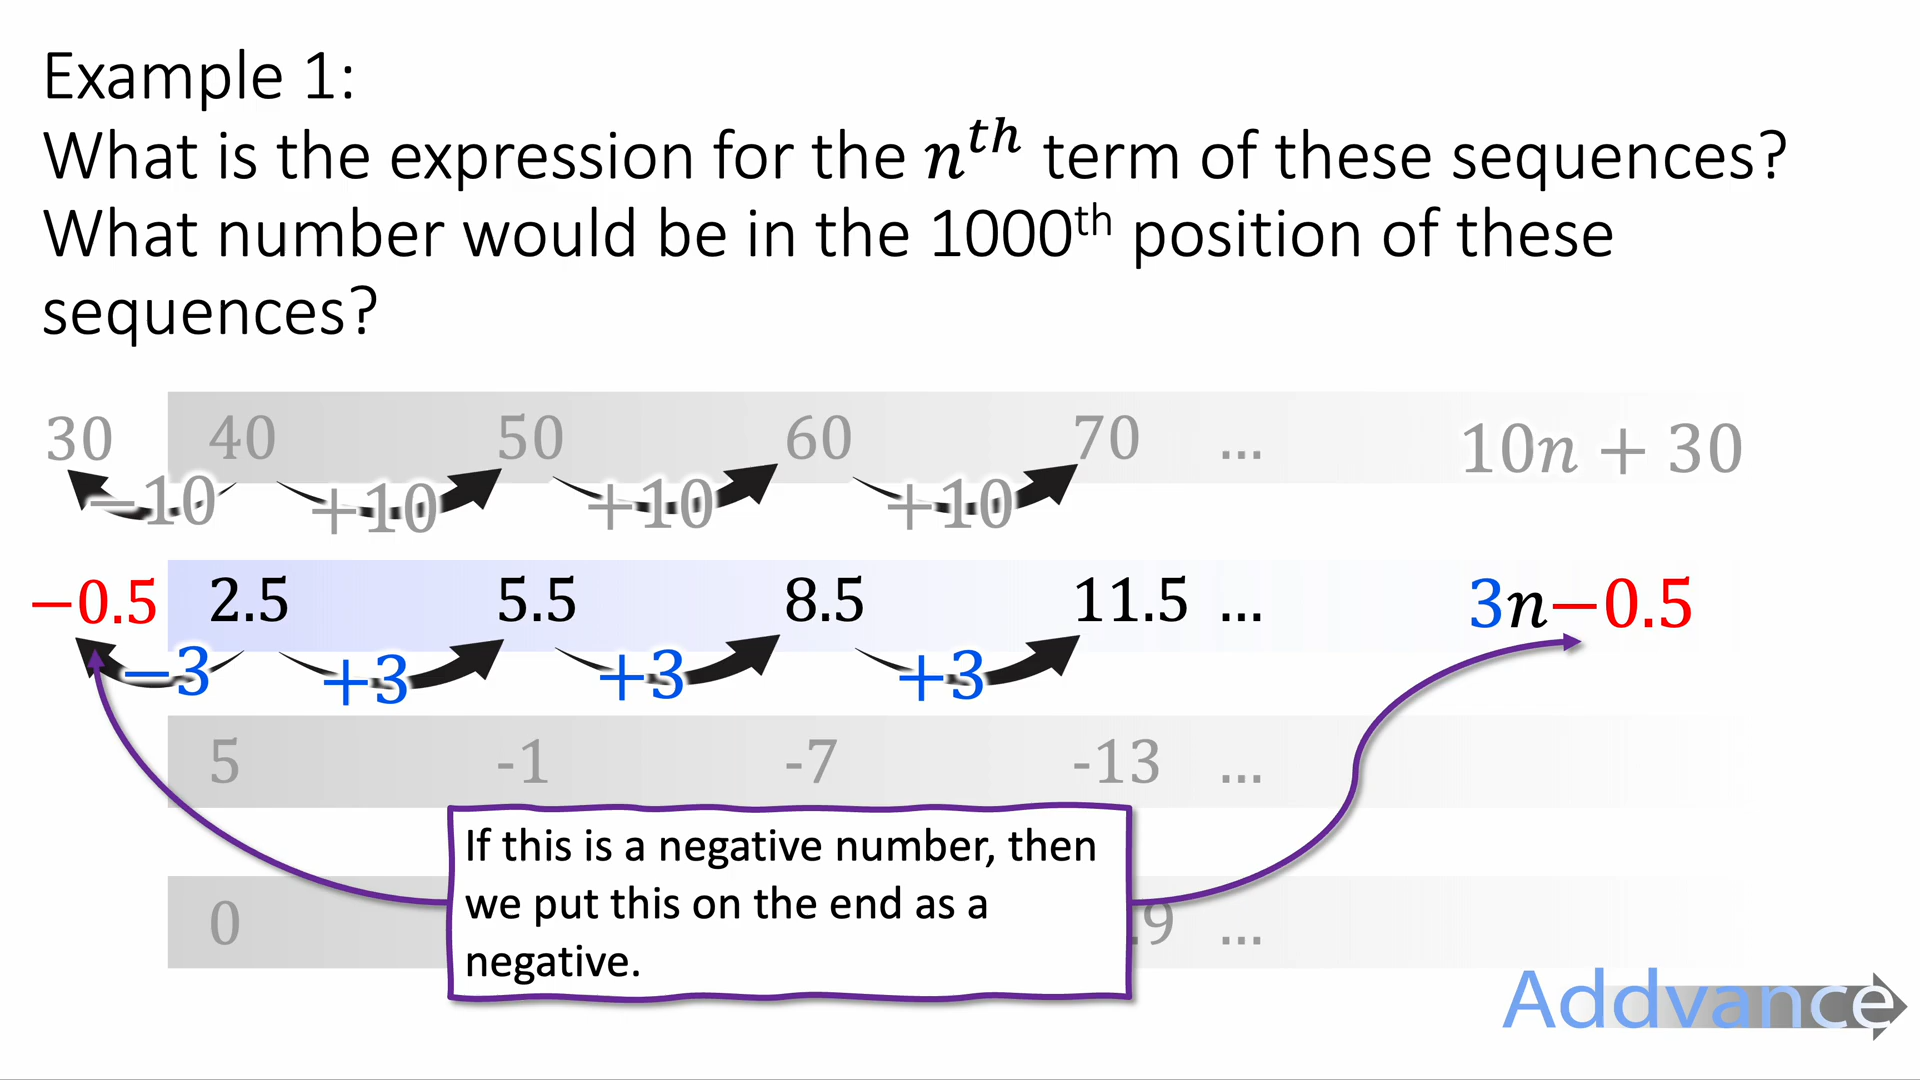 Example 1:
What is the expression for the nᵗʰ term of these sequences?
What number would be in the 1000ᵗʰ position of these
sequences?
30 40 50 60 70 ... 10n + 30
−10 +10 +10 +10
−0.5 2.5 5.5 8.5 11.5 ... 3n−0.5
−3 +3 +3 +3
5 -1 -7 -13 ...
If this is a negative number, then
we put this on the end as a
negative.
0 .9 ...
Addvance